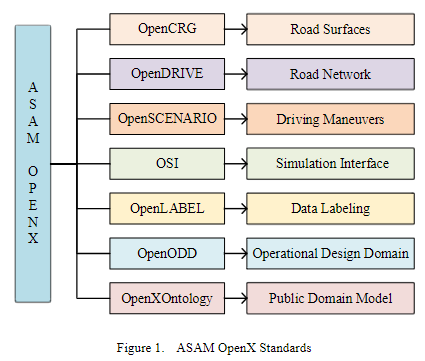 ASAM OPENX
OpenCRG
Road Surfaces
OpenDRIVE
Road Network
OpenSCENARIO
Driving Maneuvers
OSI
Simulation Interface
OpenLABEL
Data Labeling
OpenODD
Operational Design Domain
OpenXOntology
Public Domain Model
Figure 1. ASAM OpenX Standards